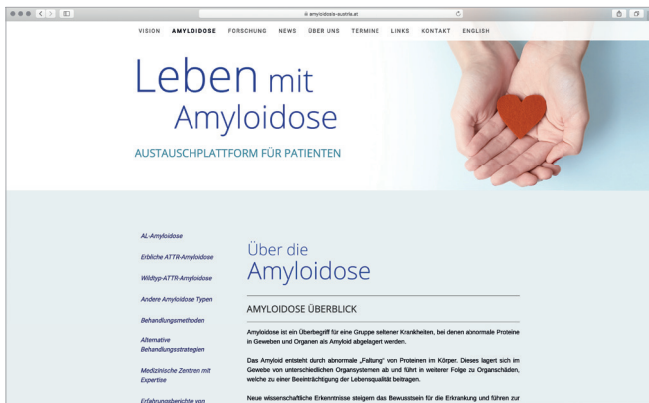 amyloidosis-austria.at
VISION AMYLOIDOSE FORSCHUNG NEWS ÜBER UNS TERMINE LINKS KONTAKT ENGLISH
Leben mit
Amyloidose
AUSTAUSCHPLATTFORM FÜR PATIENTEN
AL-Amyloidose
Erbliche ATTR-Amyloidose
Wildtyp-ATTR-Amyloidose
Andere Amyloidose Typen
Behandlungsmethoden
Alternative
Behandlungsstrategien
Medizinische Zentren mit
Expertise
Erfahrungsberichte von
Über die
Amyloidose
AMYLOIDOSE ÜBERBLICK
Amyloidose ist ein Überbegriff für eine Gruppe seltener Krankheiten, bei denen abnormale Proteine
in Geweben und Organen als Amyloid abgelagert werden.
Das Amyloid entsteht durch abnormale „Faltung" von Proteinen im Körper. Dieses lagert sich im
Gewebe von unterschiedlichen Organsystemen ab und führt in weiterer Folge zu Organschäden,
welche zu einer Beeinträchtigung der Lebensqualität beitragen.
Neue wissenschaftliche Erkenntnisse steigern das Bewusstsein für die Erkrankung und führen zur